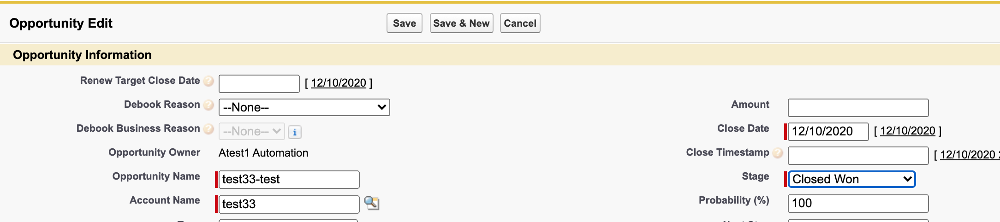 Opportunity Edit
Save
Save & New
Cancel
Opportunity Information
Renew Target Close Date ? [ 12/10/2020 ]
Debook Reason ? --None--
Amount
Debook Business Reason ? --None-- i
Close Date 12/10/2020 [ 12/10/2020 ]
Opportunity Owner Atest1 Automation
Close Timestamp ? [ 12/10/2020
Opportunity Name test33-test
Stage Closed Won
Account Name test33
Probability (%) 100